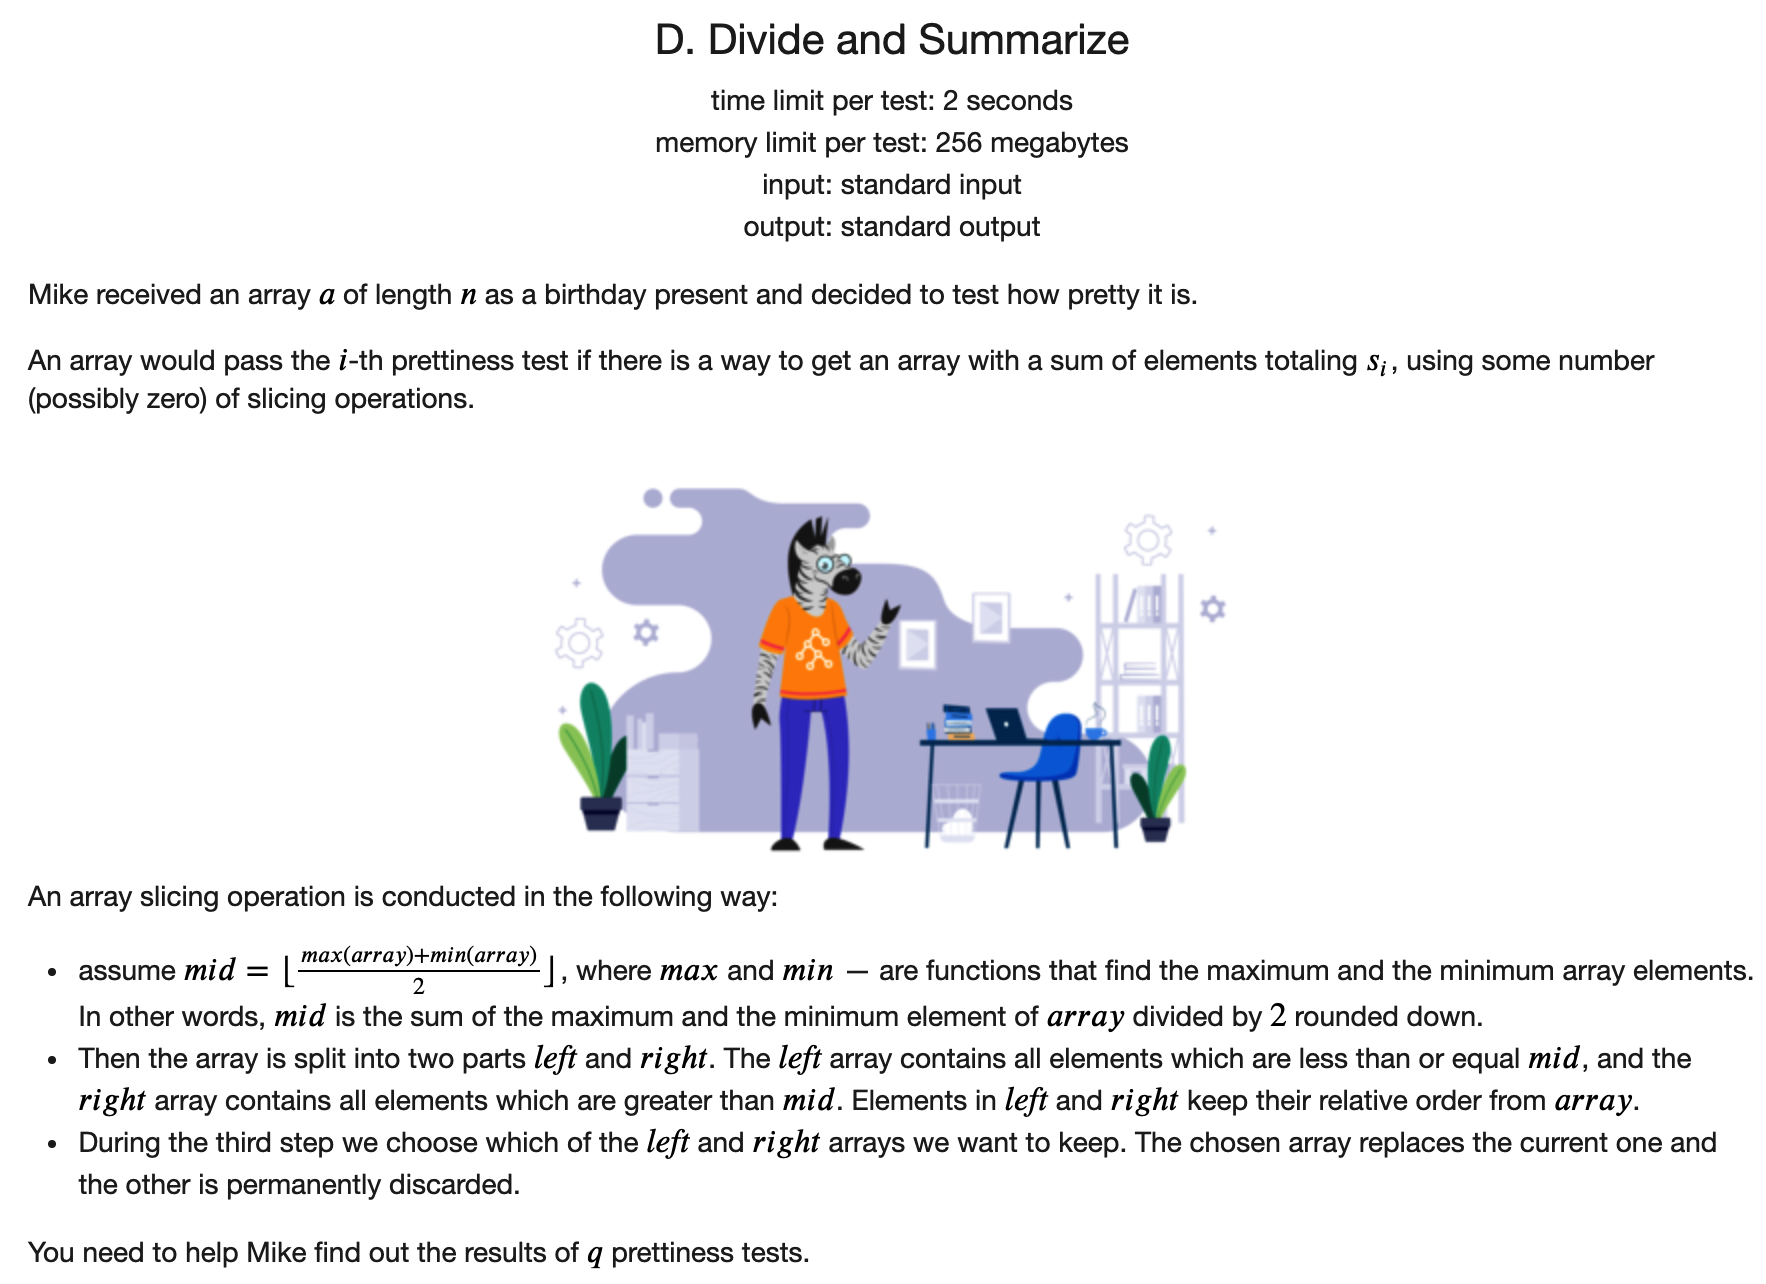 D. Divide and Summarize
time limit per test: 2 seconds
memory limit per test: 256 megabytes
input: standard input
output: standard output
Mike received an array a of length n as a birthday present and decided to test how pretty it is.
An array would pass the i-th prettiness test if there is a way to get an array with a sum of elements totaling s_i, using some number
(possibly zero) of slicing operations.
An array slicing operation is conducted in the following way:
• assume mid = ⌊(max(array)+min(array))/2⌋, where max and min — are functions that find the maximum and the minimum array elements.
In other words, mid is the sum of the maximum and the minimum element of array divided by 2 rounded down.
• Then the array is split into two parts left and right. The left array contains all elements which are less than or equal mid, and the
right array contains all elements which are greater than mid. Elements in left and right keep their relative order from array.
• During the third step we choose which of the left and right arrays we want to keep. The chosen array replaces the current one and
the other is permanently discarded.
You need to help Mike find out the results of q prettiness tests.